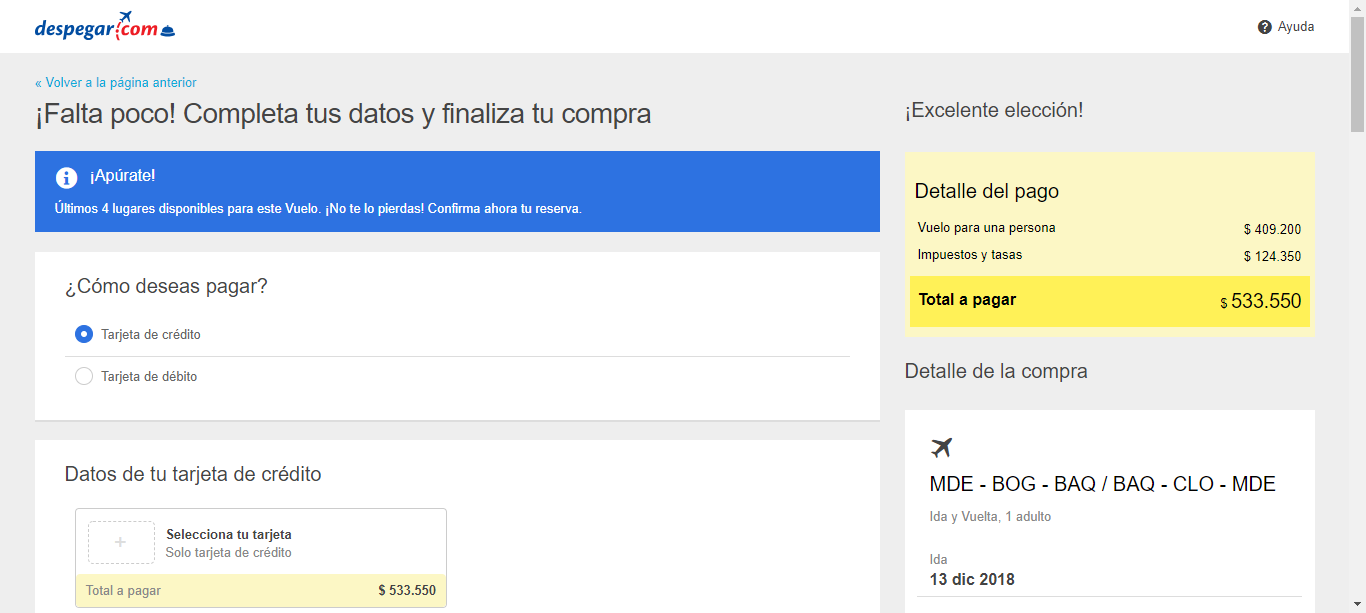 despegar.com
Ayuda
« Volver a la página anterior
¡Falta poco! Completa tus datos y finaliza tu compra
¡Apúrate!
Últimos 4 lugares disponibles para este Vuelo. ¡No te lo pierdas! Confirma ahora tu reserva.
¿Cómo deseas pagar?
Tarjeta de crédito
Tarjeta de débito
Datos de tu tarjeta de crédito
Selecciona tu tarjeta
Solo tarjeta de crédito
Total a pagar $ 533.550
¡Excelente elección!
Detalle del pago
Vuelo para una persona $ 409.200
Impuestos y tasas $ 124.350
Total a pagar $ 533.550
Detalle de la compra
MDE - BOG - BAQ / BAQ - CLO - MDE
Ida y Vuelta, 1 adulto
Ida
13 dic 2018